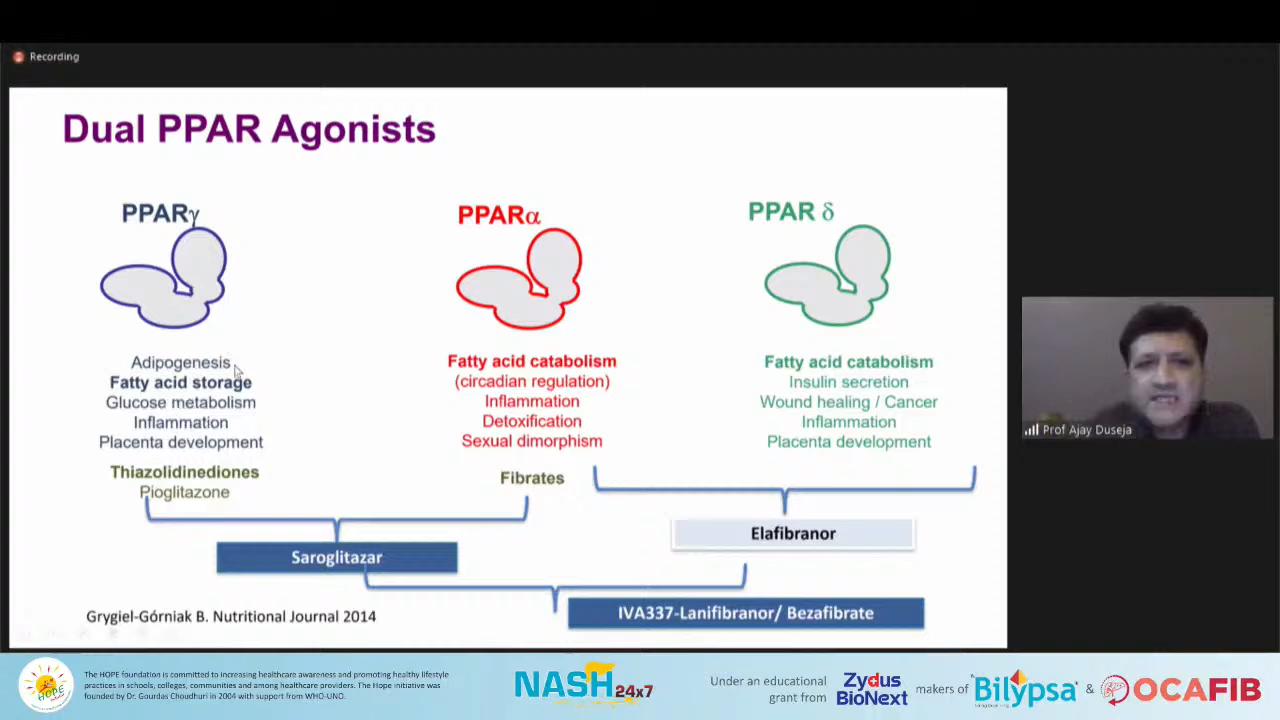 Recording
Dual PPAR Agonists
PPARγ
Adipogenesis
Fatty acid storage
Glucose metabolism
Inflammation
Placenta development
Thiazolidinediones
Pioglitazone
PPARα
Fatty acid catabolism
(circadian regulation)
Inflammation
Detoxification
Sexual dimorphism
Fibrates
PPAR δ
Fatty acid catabolism
Insulin secretion
Wound healing / Cancer
Inflammation
Placenta development
Elafibranor
Saroglitazar
IVA337-Lanifibranor/ Bezafibrate
Grygiel-Górniak B. Nutritional Journal 2014
Prof Ajay Duseja
HOPE
The HOPE foundation is committed to increasing healthcare awareness and promoting healthy lifestyle
practices in schools, colleges, communities and among healthcare providers. The Hope initiative was
founded by Dr. Gourdas Choudhuri in 2004 with support from WHO-UNO.
NASH 24x7
Under an educational
grant from
Zydus
BioNext
makers of
Bilypsa
&
OCAFIB